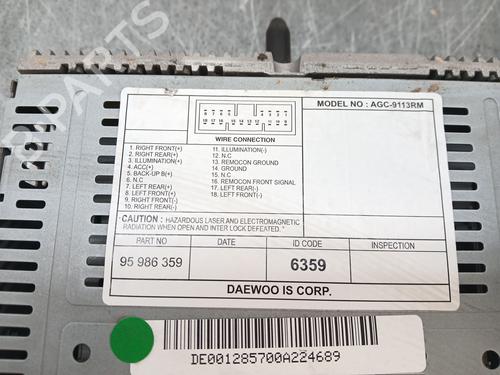 MODEL NO : AGC-9113RM
WIRE CONNECTION
1. RIGHT FRONT(+)
2. RIGHT REAR(+)
3. ILLUMINATION(+)
4. ACC(+)
5. BACK-UP B(+)
6. N.C
7. LEFT REAR(+)
8. LEFT FRONT(+)
9. RIGHT FRONT(-)
10. RIGHT REAR(-)
11. ILLUMINATION(-)
12. N.C
13. REMOCON GROUND
14. GROUND
15. N.C
16. REMOCON FRONT SIGNAL
17. LEFT REAR(-)
18. LEFT FRONT(-)
CAUTION : HAZARDOUS LASER AND ELECTROMAGNETIC
RADIATION WHEN OPEN AND INTER LOCK DEFEATED."
PART NO DATE ID CODE INSPECTION
95 986 359 6359
DAEWOO IS CORP.
DE001285700A224689